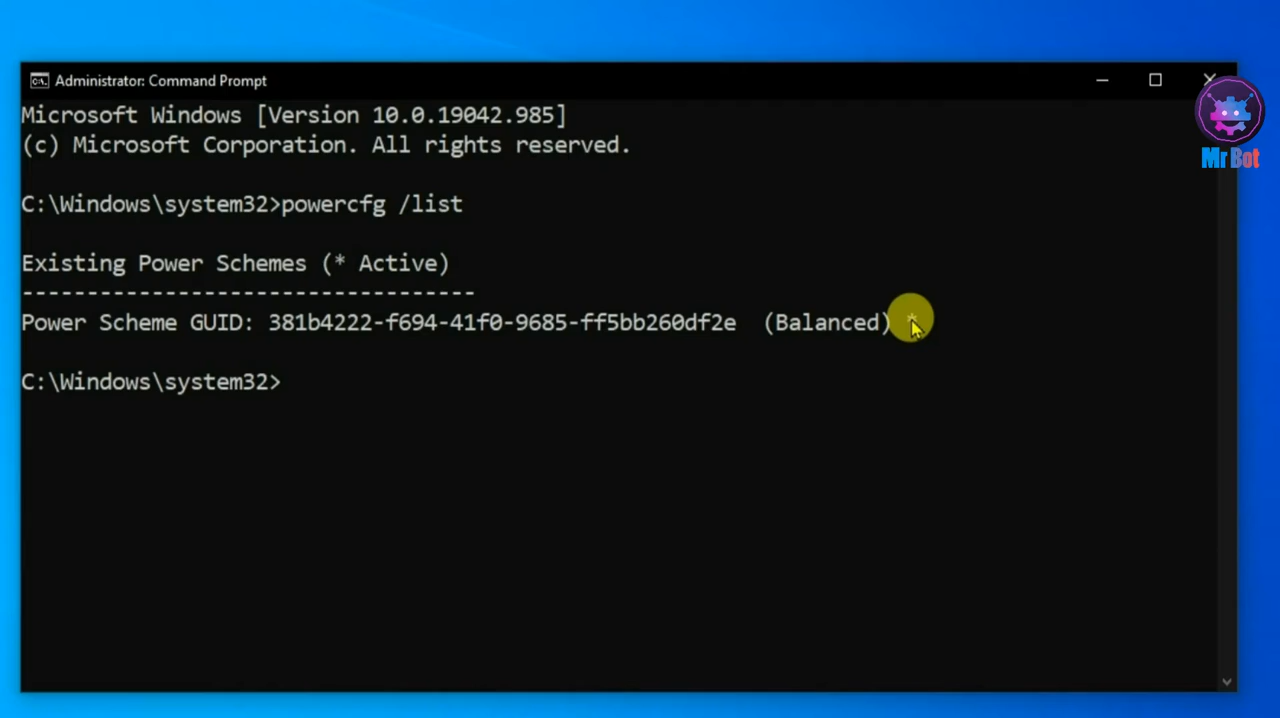 Administrator: Command Prompt
Microsoft Windows [Version 10.0.19042.985]
(c) Microsoft Corporation. All rights reserved.
Mr Bot
C:\Windows\system32>powercfg /list
Existing Power Schemes (* Active)
-----------------------------------
Power Scheme GUID: 381b4222-f694-41f0-9685-ff5bb260df2e  (Balanced) *
C:\Windows\system32>